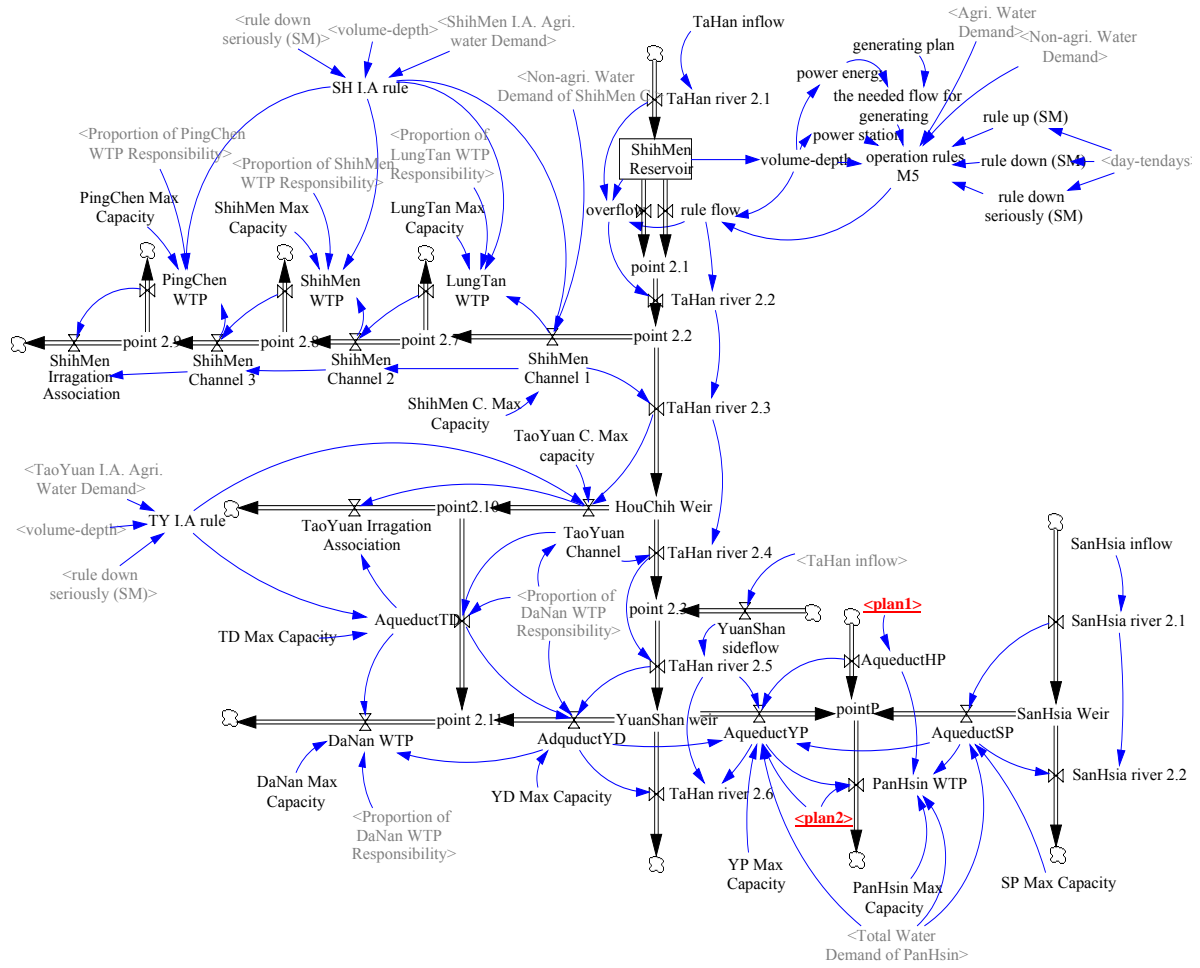 <rule down
seriously (SM)>
<volume-depth>
<ShihMen I.A. Agri.
water Demand>
TaHan inflow
<Agri. Water
Demand>
<Non-agri. Water
Demand>
generating plan
power energy
the needed flow for
generating
power station
SH I.A rule
<Non-agri. Water
Demand of ShihMen C
TaHan river 2.1
rule up (SM)
<Proportion of PingChen
WTP Responsibility>
<Proportion of ShihMen
WTP Responsibility>
<Proportion of
LungTan WTP
Responsibility>
ShihMen
Reservoir
volume-depth
operation rules
M5
rule down (SM)
<day-tendays>
rule down
seriously (SM)
PingChen Max
Capacity
ShihMen Max
Capacity
LungTan Max
Capacity
overflow
rule flow
PingChen
WTP
ShihMen
WTP
LungTan
WTP
point 2.1
TaHan river 2.2
point 2.9
point 2.8
point 2.7
point 2.2
ShihMen
Irragation
Association
ShihMen
Channel 3
ShihMen
Channel 2
ShihMen
Channel 1
ShihMen C. Max
Capacity
TaHan river 2.3
TaoYuan C. Max
capacity
<TaoYuan I.A. Agri.
Water Demand>
<volume-depth>
TY I.A rule
<rule down
seriously (SM)>
point2.10
HouChih Weir
TaoYuan Irragation
Association
TaoYuan
Channel
TaHan river 2.4
<TaHan inflow>
SanHsia inflow
<Proportion of
DaNan WTP
Responsibility>
point 2.3
YuanShan
sideflow
<plan1>
TD Max Capacity
AqueductTD
SanHsia river 2.1
TaHan river 2.5
AqueductHP
point 2.1
YuanShan weir
pointP
SanHsia Weir
DaNan WTP
AdquductYD
AqueductYP
AqueductSP
DaNan Max
Capacity
YD Max Capacity
TaHan river 2.6
PanHsin WTP
SanHsia river 2.2
<Proportion of
DaNan WTP
Responsibility>
<plan2>
YP Max
Capacity
PanHsin Max
Capacity
SP Max Capacity
<Total Water
Demand of PanHsin>